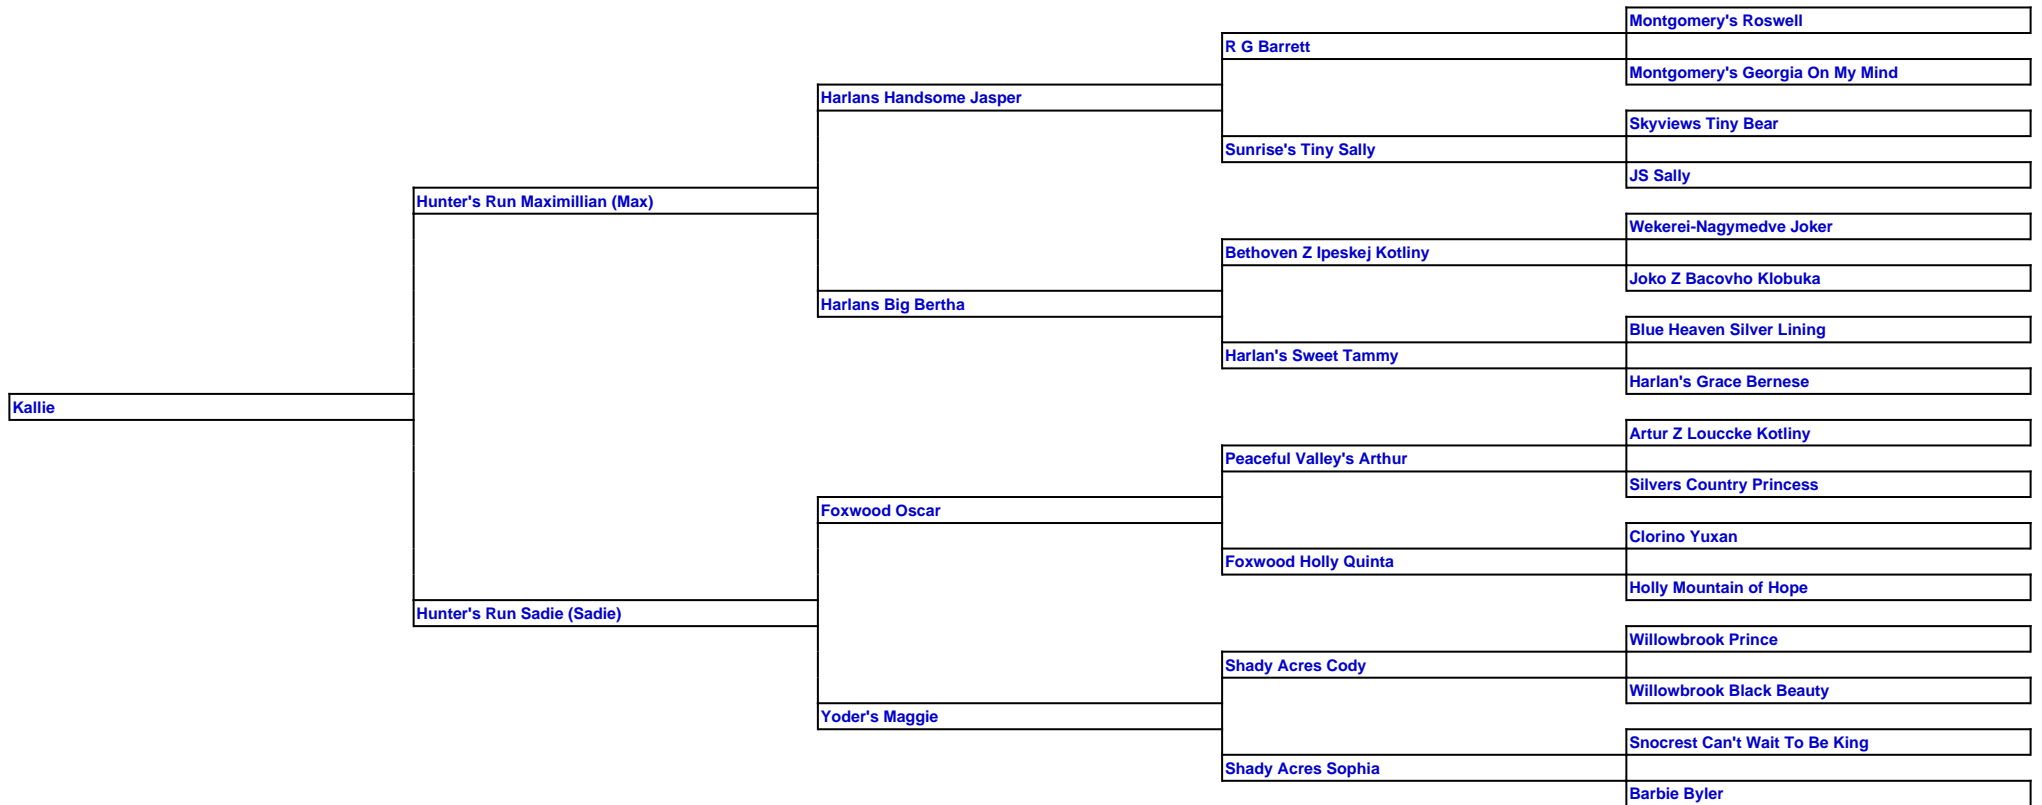 Montgomery's Roswell
R G Barrett
Montgomery's Georgia On My Mind
Harlans Handsome Jasper
Skyviews Tiny Bear
Sunrise's Tiny Sally
JS Sally
Hunter's Run Maximillian (Max)
Wekerei-Nagymedve Joker
Bethoven Z Ipeskej Kotliny
Joko Z Bacovho Klobuka
Harlans Big Bertha
Blue Heaven Silver Lining
Harlan's Sweet Tammy
Harlan's Grace Bernese
Kallie
Artur Z Louccke Kotliny
Peaceful Valley's Arthur
Silvers Country Princess
Foxwood Oscar
Clorino Yuxan
Foxwood Holly Quinta
Holly Mountain of Hope
Hunter's Run Sadie (Sadie)
Willowbrook Prince
Shady Acres Cody
Willowbrook Black Beauty
Yoder's Maggie
Snocrest Can't Wait To Be King
Shady Acres Sophia
Barbie Byler